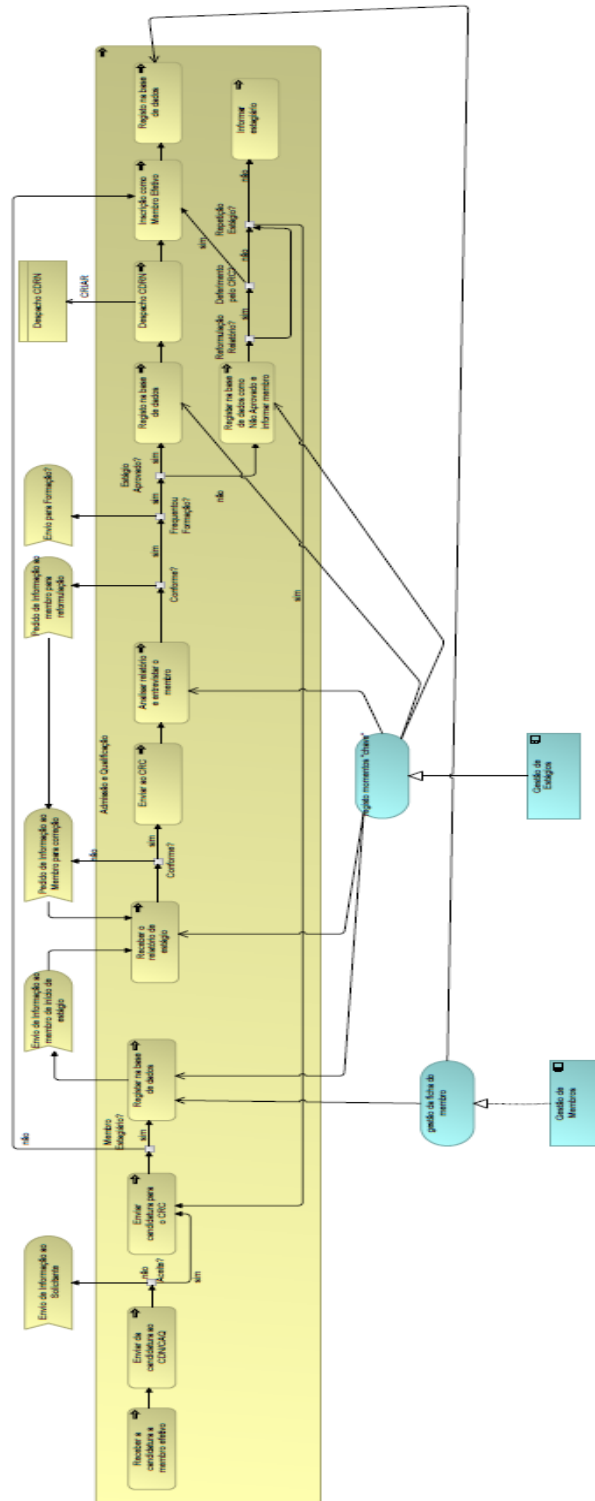 Envio de Informação ao
Solicitante
Envio de Informação ao
membro de início de
estágio
Pedido de Informação ao
Membro para correção
Pedido de Informação ao
membro para
reformulação
Envio para Formação?
Despacho CDRN
Admissão e Qualificação
Receber a
candidatura a
membro efetivo
Enviar da
candidatura ao
CDN/CAQ
não
Aceite?
sim
Enviar
candidatura para
o CRC
não
Membro
Estagiário?
sim
Registar na base
de dados
Receber o
relatório de
estágio
não
Conforme?
sim
Enviar ao CRC
Analisar relatório
e entrevistar o
membro
Conforme?
sim
Frequentou
Formação?
sim
Estágio
Aprovado?
sim
não
Registo na base
de dados
CRIAR
Despacho CDRN
Inscrição como
Membro Efetivo
Registo na base
de dados
Registar na base
de dados como
Não Aprovado e
informar membro
Reformulação
Relatório?
sim
Deferimento
pelo CRC?
sim
não
Repetição
Estágio?
não
sim
Informar
estagiário
gestão da ficha do
membro
registo momentos "chave"
Gestão de
Membros
Gestão de
Estágios